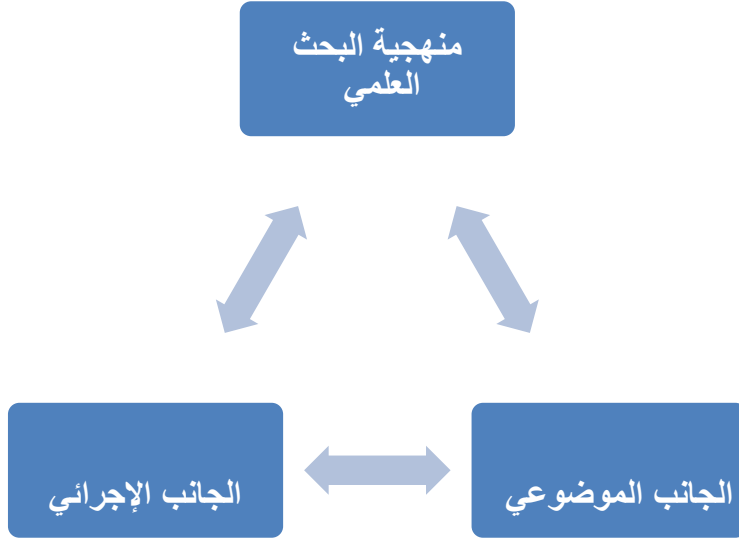 منهجية البحث
العلمي
الجانب الموضوعي
الجانب الإجرائي